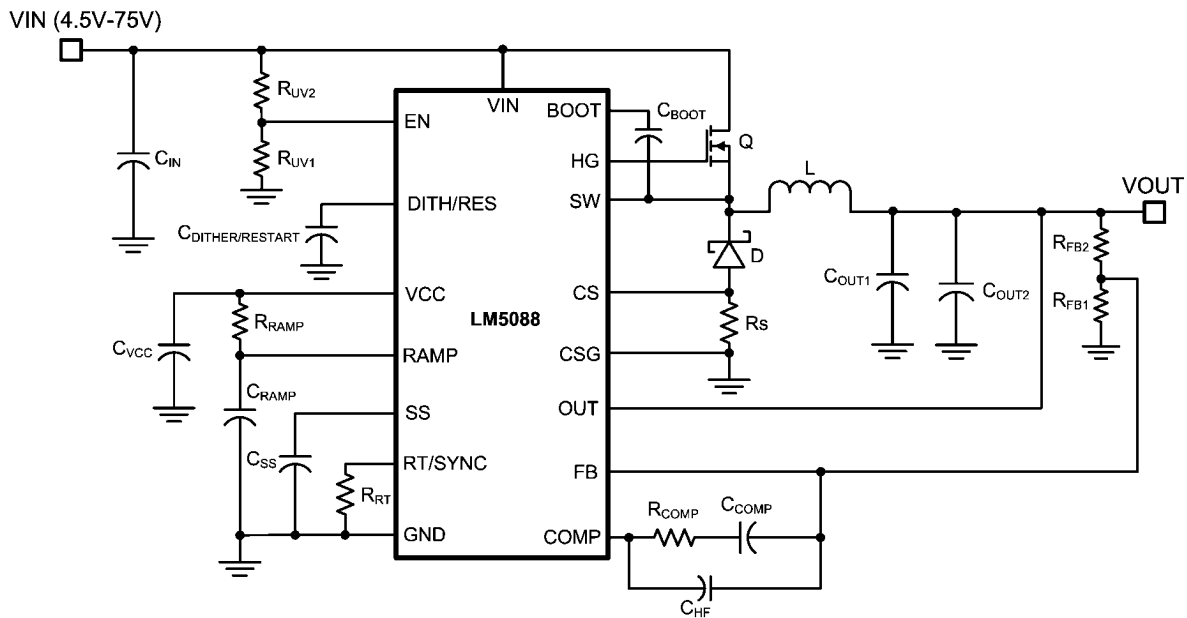 VIN (4.5V-75V)
RUV2
RUV1
CIN
EN
VIN
BOOT
CBOOT
HG
Q
SW
L
VOUT
DITH/RES
CDITHER/RESTART
D
RFB2
RFB1
COUT1
COUT2
VCC
LM5088
CS
RS
CSG
RRAMP
CVCC
RAMP
CRAMP
SS
OUT
CSS
RT/SYNC
RRT
FB
GND
COMP
RCOMP
CCOMP
CHF